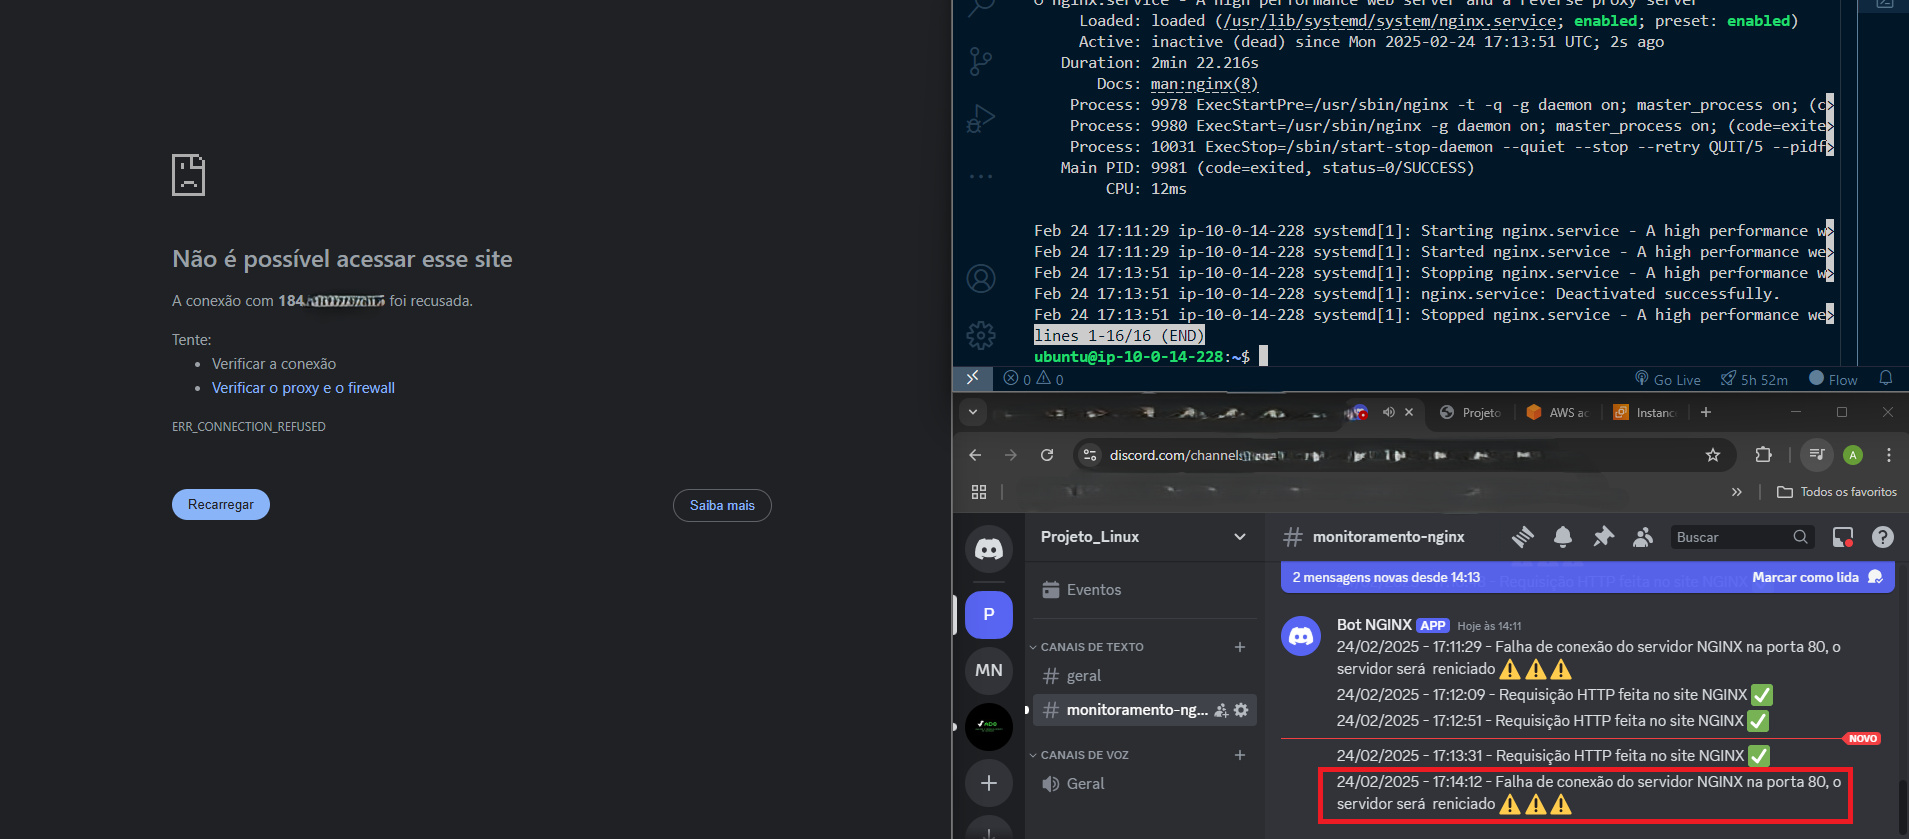 Não é possível acessar esse site
A conexão com 184. foi recusada.
Tente:
Verificar a conexão
Verificar o proxy e o firewall
ERR_CONNECTION_REFUSED
Recarregar
Saiba mais
o nginx.service - A high performance web server and a reverse proxy server
Loaded: loaded (/usr/lib/systemd/system/nginx.service; enabled; preset: enabled)
Active: inactive (dead) since Mon 2025-02-24 17:13:51 UTC; 2s ago
Duration: 2min 22.216s
Docs: man:nginx(8)
Process: 9978 ExecStartPre=/usr/sbin/nginx -t -q -g daemon on; master_process on; (c>
Process: 9980 ExecStart=/usr/sbin/nginx -g daemon on; master_process on; (code=exite>
Process: 10031 ExecStop=/sbin/start-stop-daemon --quiet --stop --retry QUIT/5 --pidf>
Main PID: 9981 (code=exited, status=0/SUCCESS)
CPU: 12ms
Feb 24 17:11:29 ip-10-0-14-228 systemd[1]: Starting nginx.service - A high performance w>
Feb 24 17:11:29 ip-10-0-14-228 systemd[1]: Started nginx.service - A high performance we>
Feb 24 17:13:51 ip-10-0-14-228 systemd[1]: Stopping nginx.service - A high performance w>
Feb 24 17:13:51 ip-10-0-14-228 systemd[1]: nginx.service: Deactivated successfully.
Feb 24 17:13:51 ip-10-0-14-228 systemd[1]: Stopped nginx.service - A high performance we>
lines 1-16/16 (END)
ubuntu@ip-10-0-14-228:~$
0 0 Go Live 5h 52m Flow
Projeto AWS ac Instanc
discord.com/channels A
Todos os favoritos
Projeto_Linux
monitoramento-nginx
Buscar
2 mensagens novas desde 14:13
Marcar como lida
Eventos
P
MN
CANAIS DE TEXTO
geral
monitoramento-ng...
CANAIS DE VOZ
Geral
Bot NGINX APP Hoje às 14:11
24/02/2025 - 17:11:29 - Falha de conexão do servidor NGINX na porta 80, o
servidor será reniciado ⚠️⚠️⚠️
24/02/2025 - 17:12:09 - Requisição HTTP feita no site NGINX ✅
24/02/2025 - 17:12:51 - Requisição HTTP feita no site NGINX ✅
NOVO
24/02/2025 - 17:13:31 - Requisição HTTP feita no site NGINX ✅
24/02/2025 - 17:14:12 - Falha de conexão do servidor NGINX na porta 80, o
servidor será reniciado ⚠️⚠️⚠️